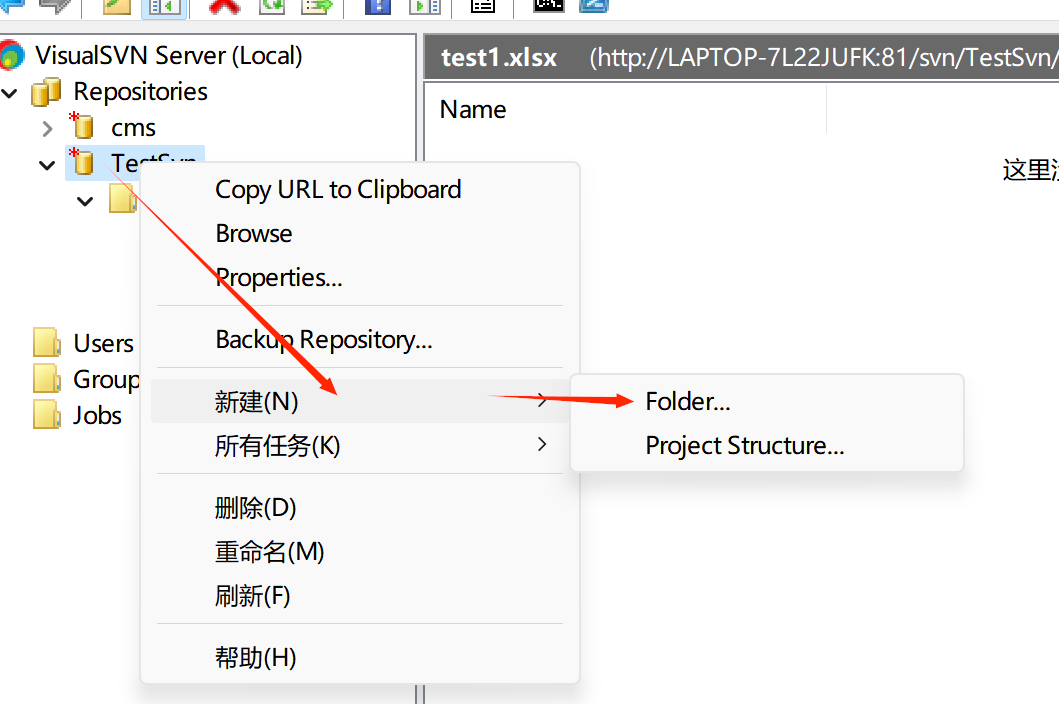 VisualSVN Server (Local)
Repositories
cms
TestSvn
Users
Group
Jobs
test1.xlsx (http://LAPTOP-7L22JUFK:81/svn/TestSvn/
Name
这里
Copy URL to Clipboard
Browse
Properties...
Backup Repository...
新建(N)
所有任务(K)
删除(D)
重命名(M)
刷新(F)
帮助(H)
Folder...
Project Structure...